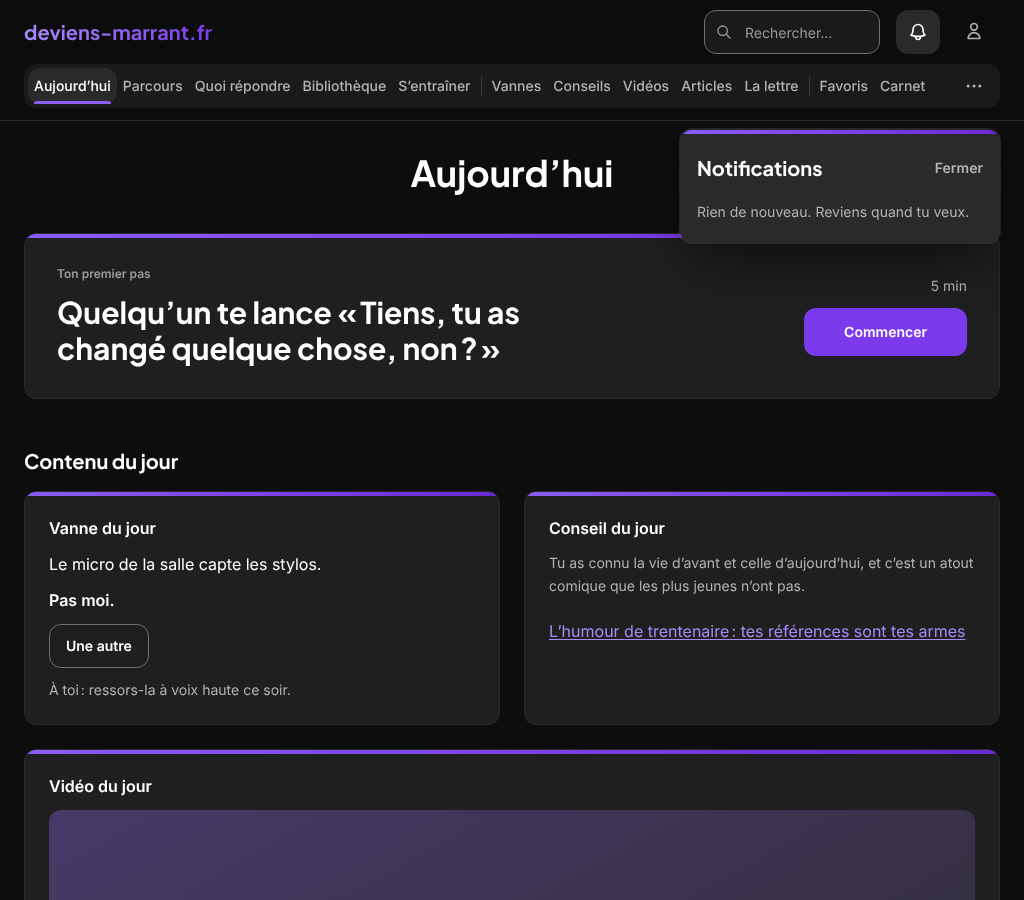 deviens-marrant.fr
Rechercher...
Aujourd’hui Parcours Quoi répondre Bibliothèque S’entraîner Vannes Conseils Vidéos Articles La lettre Favoris Carnet
Notifications
Fermer
Rien de nouveau. Reviens quand tu veux.
Aujourd’hui
Ton premier pas
Quelqu’un te lance « Tiens, tu as
changé quelque chose, non ? »
5 min
Commencer
Contenu du jour
Vanne du jour
Le micro de la salle capte les stylos.
Pas moi.
Une autre
À toi : ressors-la à voix haute ce soir.
Conseil du jour
Tu as connu la vie d’avant et celle d’aujourd’hui, et c’est un atout
comique que les plus jeunes n’ont pas.
L’humour de trentenaire : tes références sont tes armes
Vidéo du jour